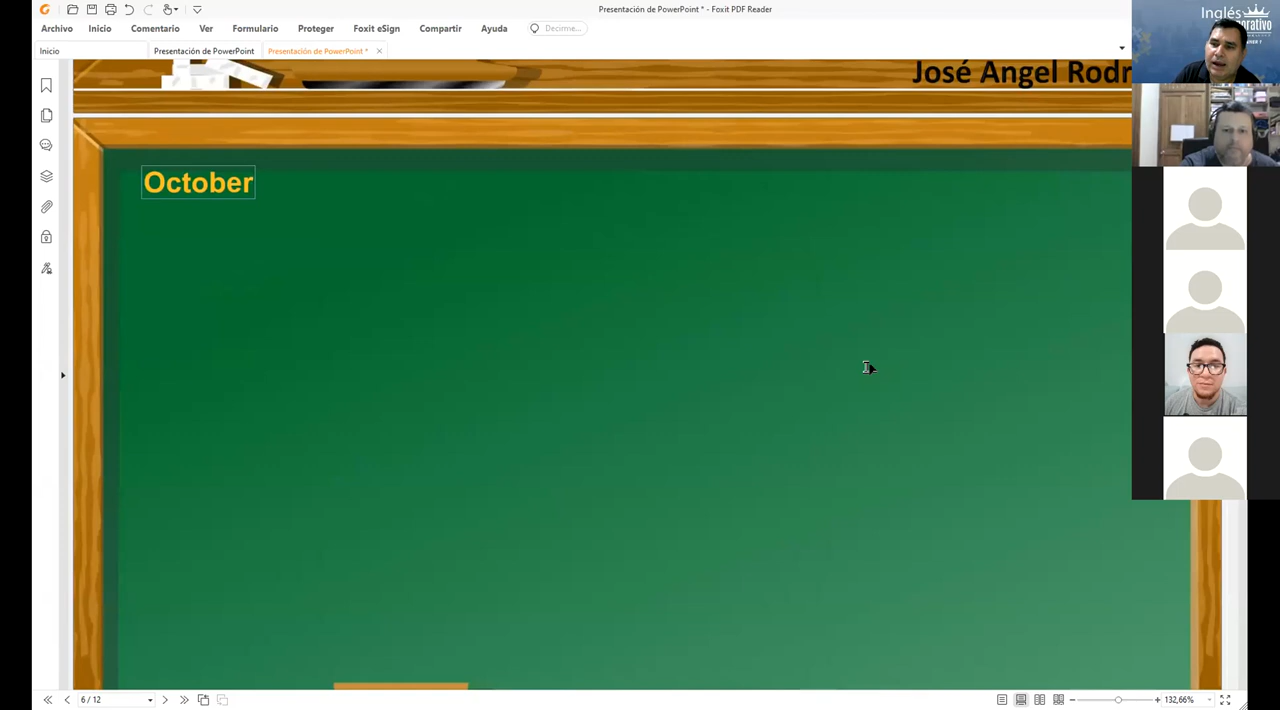 Presentación de PowerPoint * - Foxit PDF Reader
Archivo Inicio Comentario Ver Formulario Proteger Foxit eSign Compartir Ayuda Decirme...
Inicio Presentación de PowerPoint Presentación de PowerPoint *
José Angel Rodr
October
6 / 12
132,66%
Inglés